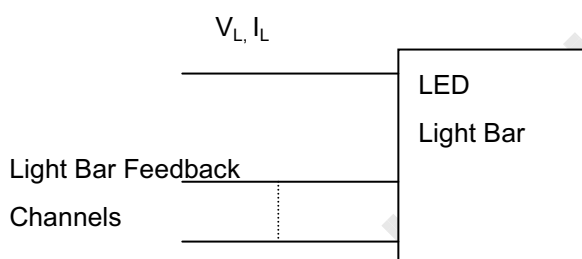 V_L, I_L
LED
Light Bar
Light Bar Feedback
Channels